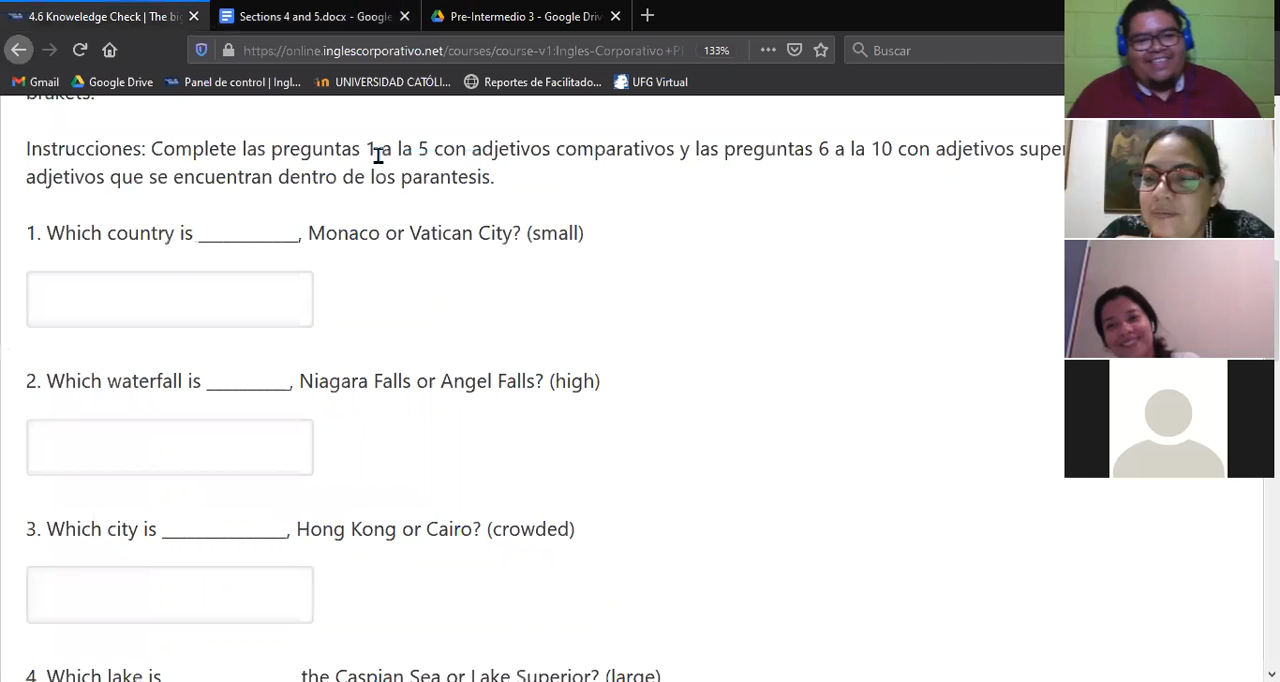 4.6 Knoweledge Check | The big
Sections 4 and 5.docx - Google
Pre-Intermedio 3 - Google Driv
https://online.inglescorporativo.net/courses/course-v1:Ingles-Corporativo+P
133%
Buscar
Gmail
Google Drive
Panel de control | Ingl...
UNIVERSIDAD CATÓLI...
Reportes de Facilitado...
UFG Virtual
brakets.
Instrucciones: Complete las preguntas 1 a la 5 con adjetivos comparativos y las preguntas 6 a la 10 con adjetivos super
adjetivos que se encuentran dentro de los parantesis.
1. Which country is __________, Monaco or Vatican City? (small)
2. Which waterfall is ________, Niagara Falls or Angel Falls? (high)
3. Which city is ____________, Hong Kong or Cairo? (crowded)
4. Which lake is _____________ the Caspian Sea or Lake Superior? (large)